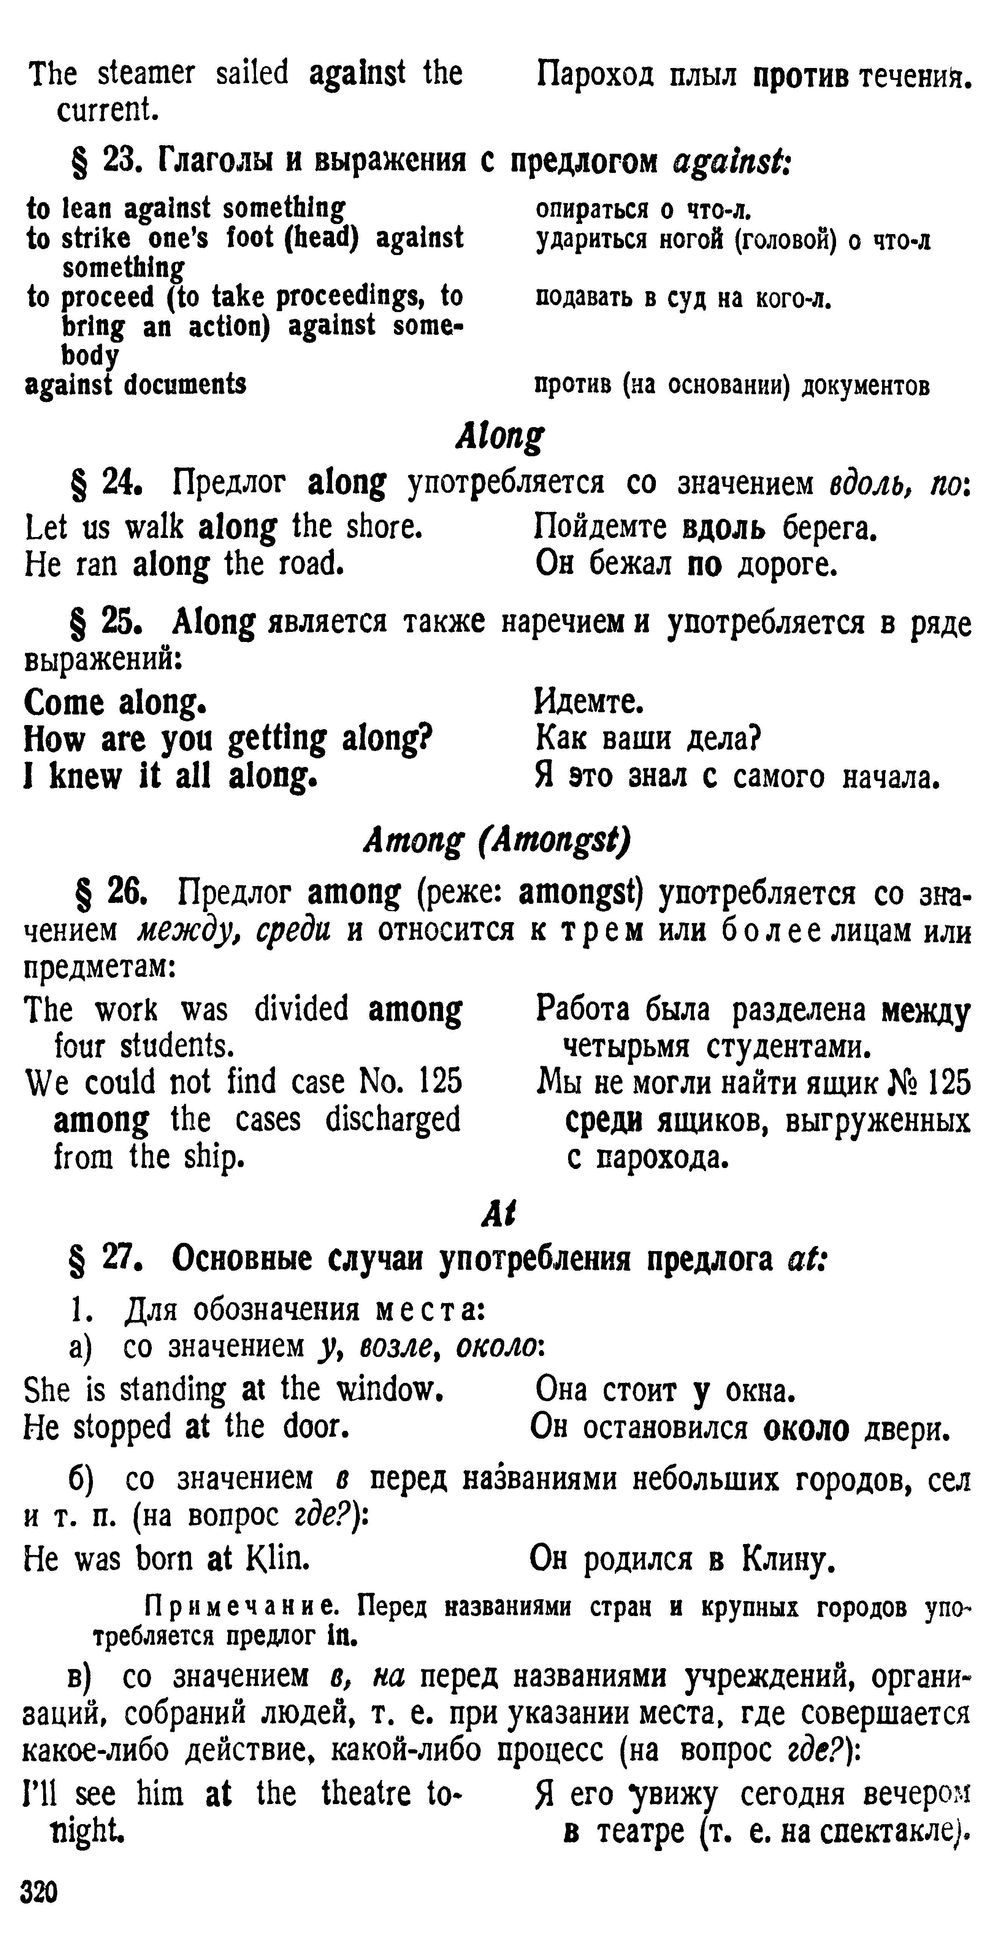 The steamer sailed against the Пароход плыл против течения.
current.
§ 23. Глаголы и выражения с предлогом against:
to lean against something опираться о что-л.
to strike one's foot (head) against удариться ногой (головой) о что-л
something
to proceed (to take proceedings, to подавать в суд на кого-л.
bring an action) against some-
body
against documents против (на основании) документов
Along
§ 24. Предлог along употребляется со значением вдоль, по:
Let us walk along the shore. Пойдемте вдоль берега.
He ran along the road. Он бежал по дороге.
§ 25. Along является также наречием и употребляется в ряде
выражений:
Come along. Идемте.
How are you getting along? Как ваши дела?
I knew it all along. Я это знал с самого начала.
Among (Amongst)
§ 26. Предлог among (реже: amongst) употребляется со зна-
чением между, среди и относится к трем или более лицам или
предметам:
The work was divided among Работа была разделена между
four students. четырьмя студентами.
We could not find case No. 125 Мы не могли найти ящик № 125
among the cases discharged среди ящиков, выгруженных
from the ship. с парохода.
At
§ 27. Основные случаи употребления предлога at:
1. Для обозначения места:
а) со значением у, возле, около:
She is standing at the window. Она стоит у окна.
He stopped at the door. Он остановился около двери.
б) со значением в перед названиями небольших городов, сел
и т. п. (на вопрос где?):
He was born at Klin. Он родился в Клину.
Примечание. Перед названиями стран и крупных городов упо-
требляется предлог in.
в) со значением в, на перед названиями учреждений, органи-
заций, собраний людей, т. е. при указании места, где совершается
какое-либо действие, какой-либо процесс (на вопрос где?):
I'll see him at the theatre to- Я его увижу сегодня вечером
night. в театре (т. е. на спектакле).
320